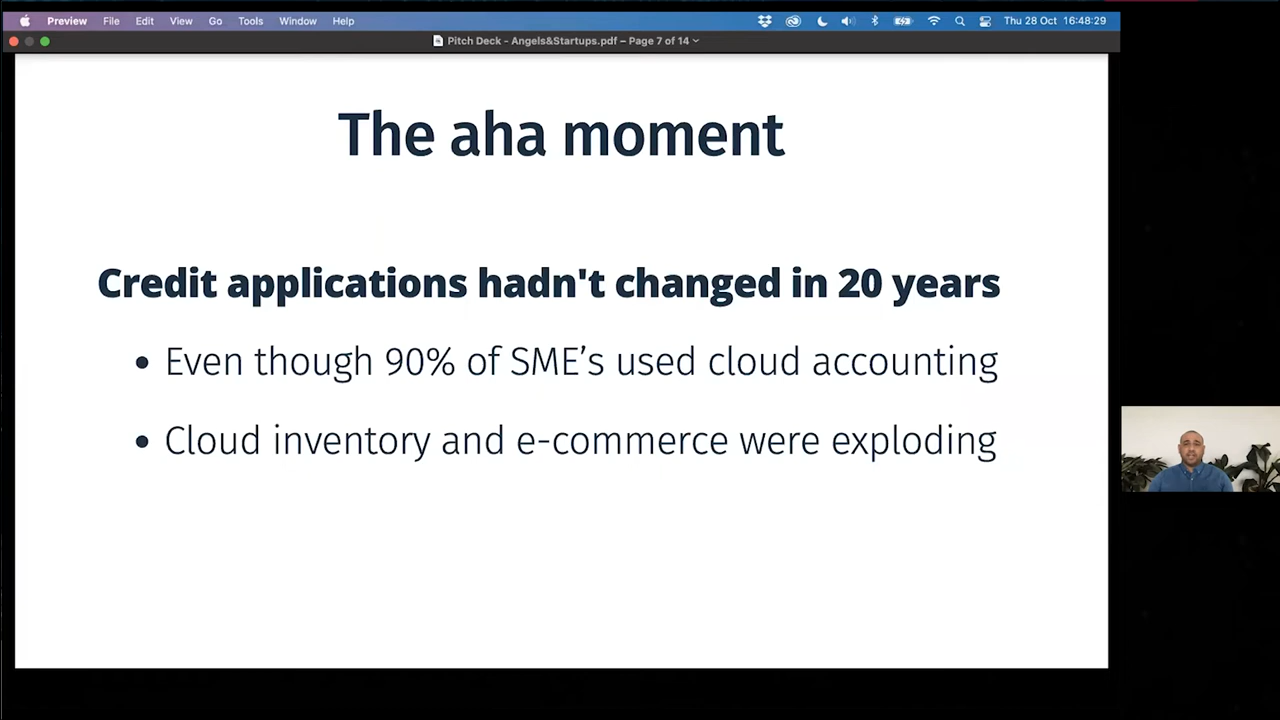 Preview File Edit View Go Tools Window Help Thu 28 Oct 16:48:29
Pitch Deck - Angels&Startups.pdf – Page 7 of 14
The aha moment
Credit applications hadn't changed in 20 years
• Even though 90% of SME’s used cloud accounting
• Cloud inventory and e-commerce were exploding